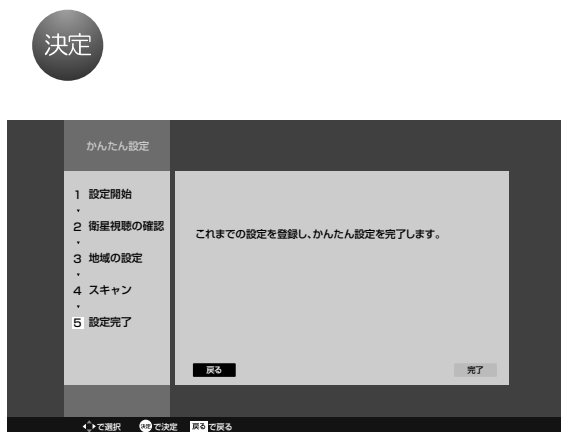 決定
かんたん設定
1 設定開始
2 衛星視聴の確認
3 地域の設定
4 スキャン
5 設定完了
これまでの設定を登録し、かんたん設定を完了します。
戻る 完了
で選択 決定 で決定 戻る で戻る